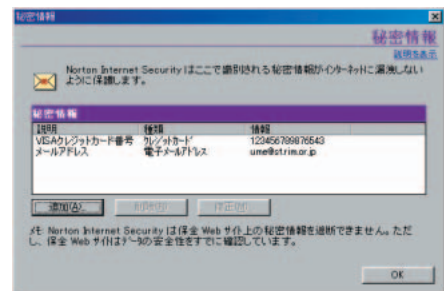 秘密情報
秘密情報
説明を表示
Norton Internet Security はここで識別される秘密情報がインターネットに漏洩しない
ように保護します。
秘密情報
説明 種類 情報
VISAクレジットカード番号 クレジットカード 123456789876543
メールアドレス 電子メールアドレス ume@strim.or.jp
追加(A)... 削除(R) 修正(M)...
メモ: Norton Internet Security は保全 Web サイト上の秘密情報を遮断できません。ただ
し、保全 Web サイトはデータの安全性をすでに確認しています。
OK